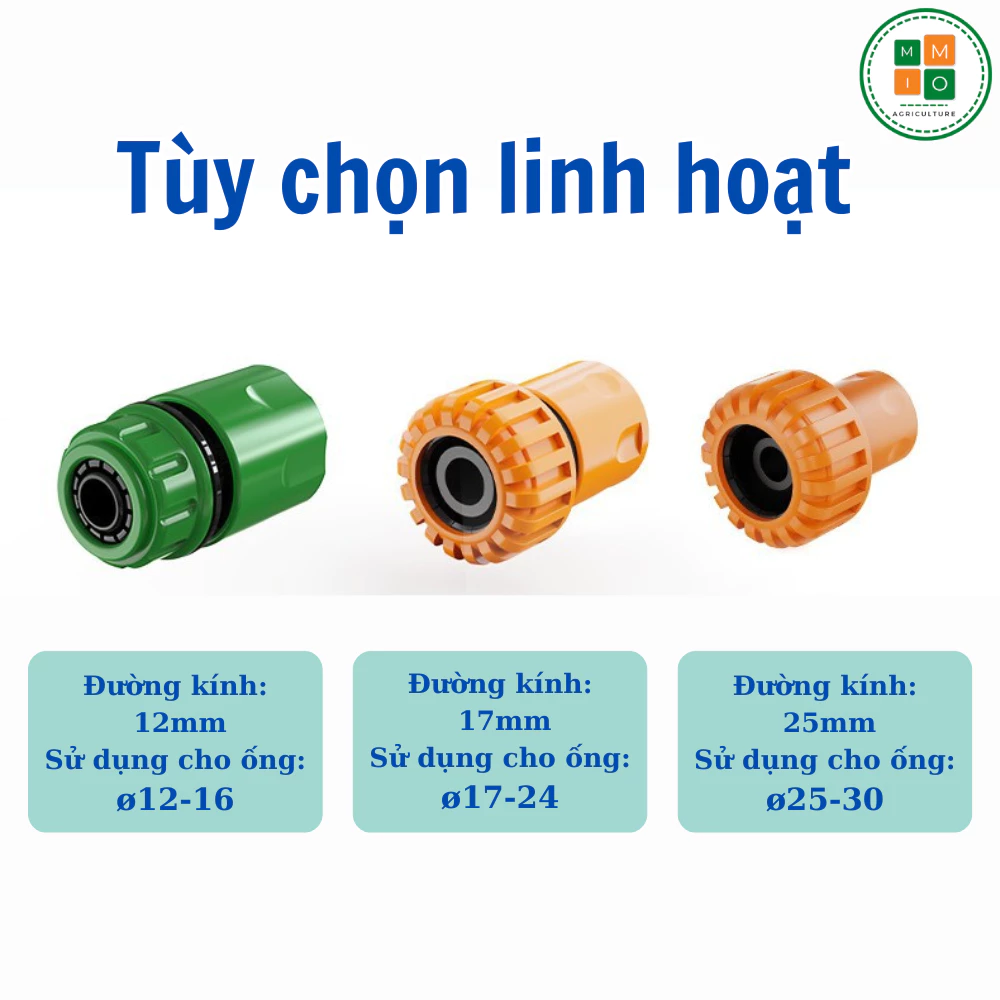 M M
I O
AGRICULTURE
Tùy chọn linh hoạt
Đường kính:
12mm
Sử dụng cho ống:
ø12-16
Đường kính:
17mm
Sử dụng cho ống:
ø17-24
Đường kính:
25mm
Sử dụng cho ống:
ø25-30